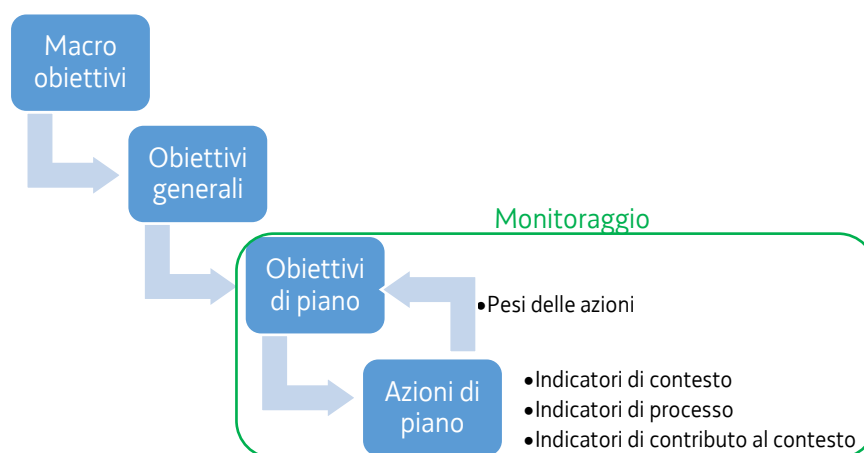 Macro
obiettivi
Obiettivi
generali
Monitoraggio
Obiettivi
di piano
•Pesi delle azioni
Azioni di
piano
•Indicatori di contesto
•Indicatori di processo
•Indicatori di contributo al contesto